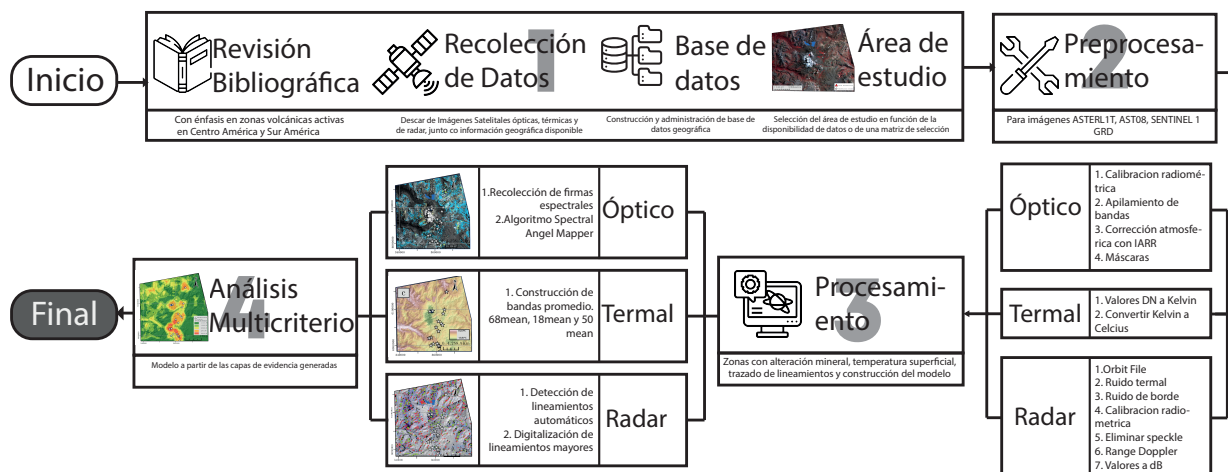 Inicio
Revisión
Bibliográfica
Con énfasis en zonas volcánicas activas
en Centro América y Sur América
1
Recolección
de Datos
Descar de Imágenes Satelitales ópticas, térmicas y
de radar, junto co información geográfica disponible
Base de
datos
Construcción y administración de base de
datos geográfica
Área de
estudio
Selección del área de estudio en función de la
disponibilidad de datos o de una matriz de selección
2
Preprocesa-
miento
Para imágenes ASTERL1T, AST08, SENTINEL 1
GRD
Óptico
1. Calibracion radiomé-
trica
2. Apilamiento de
bandas
3. Corrección atmosfe-
rica con IARR
4. Máscaras
Termal
1. Valores DN a Kelvin
2. Convertir Kelvin a
Celcius
Radar
1.Orbit File
2. Ruido termal
3. Ruido de borde
4. Calibracion radio-
metrica
5. Eliminar speckle
6. Range Doppler
7. Valores a dB
3
Procesami-
ento
Zonas con alteración mineral, temperatura superficial,
trazado de lineamientos y construcción del modelo
1.Recolección de firmas
espectrales
2.Algoritmo Spectral
Angel Mapper
Óptico
C
1. Construcción de
bandas promedio.
68mean, 18mean y 50
mean
Termal
1. Detección de
lineamientos
automáticos
2. Digitalización de
lineamientos mayores
Radar
4
Análisis
Multicriterio
Modelo a partir de las capas de evidencia generadas
Final